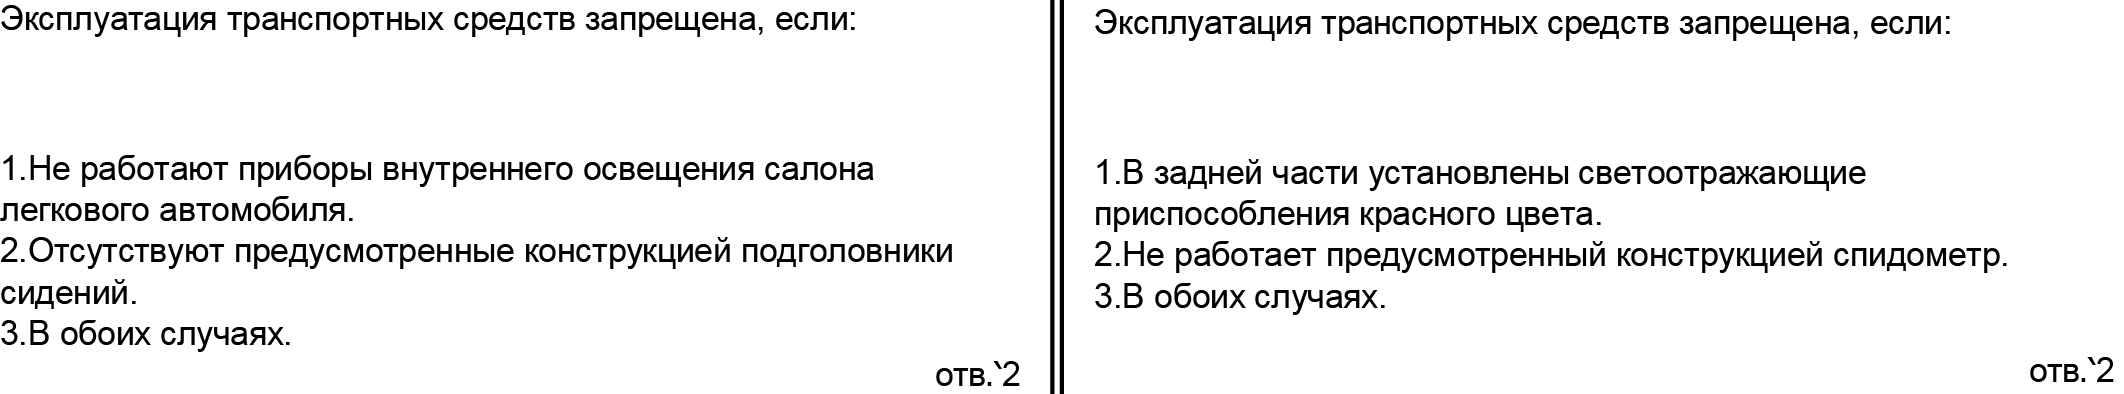 Эксплуатация транспортных средств запрещена, если:
1.Не работают приборы внутреннего освещения салона
легкового автомобиля.
2.Отсутствуют предусмотренные конструкцией подголовники
сидений.
3.В обоих случаях.
отв.‵2
Эксплуатация транспортных средств запрещена, если:
1.В задней части установлены светоотражающие
приспособления красного цвета.
2.Не работает предусмотренный конструкцией спидометр.
3.В обоих случаях.
отв.‵2